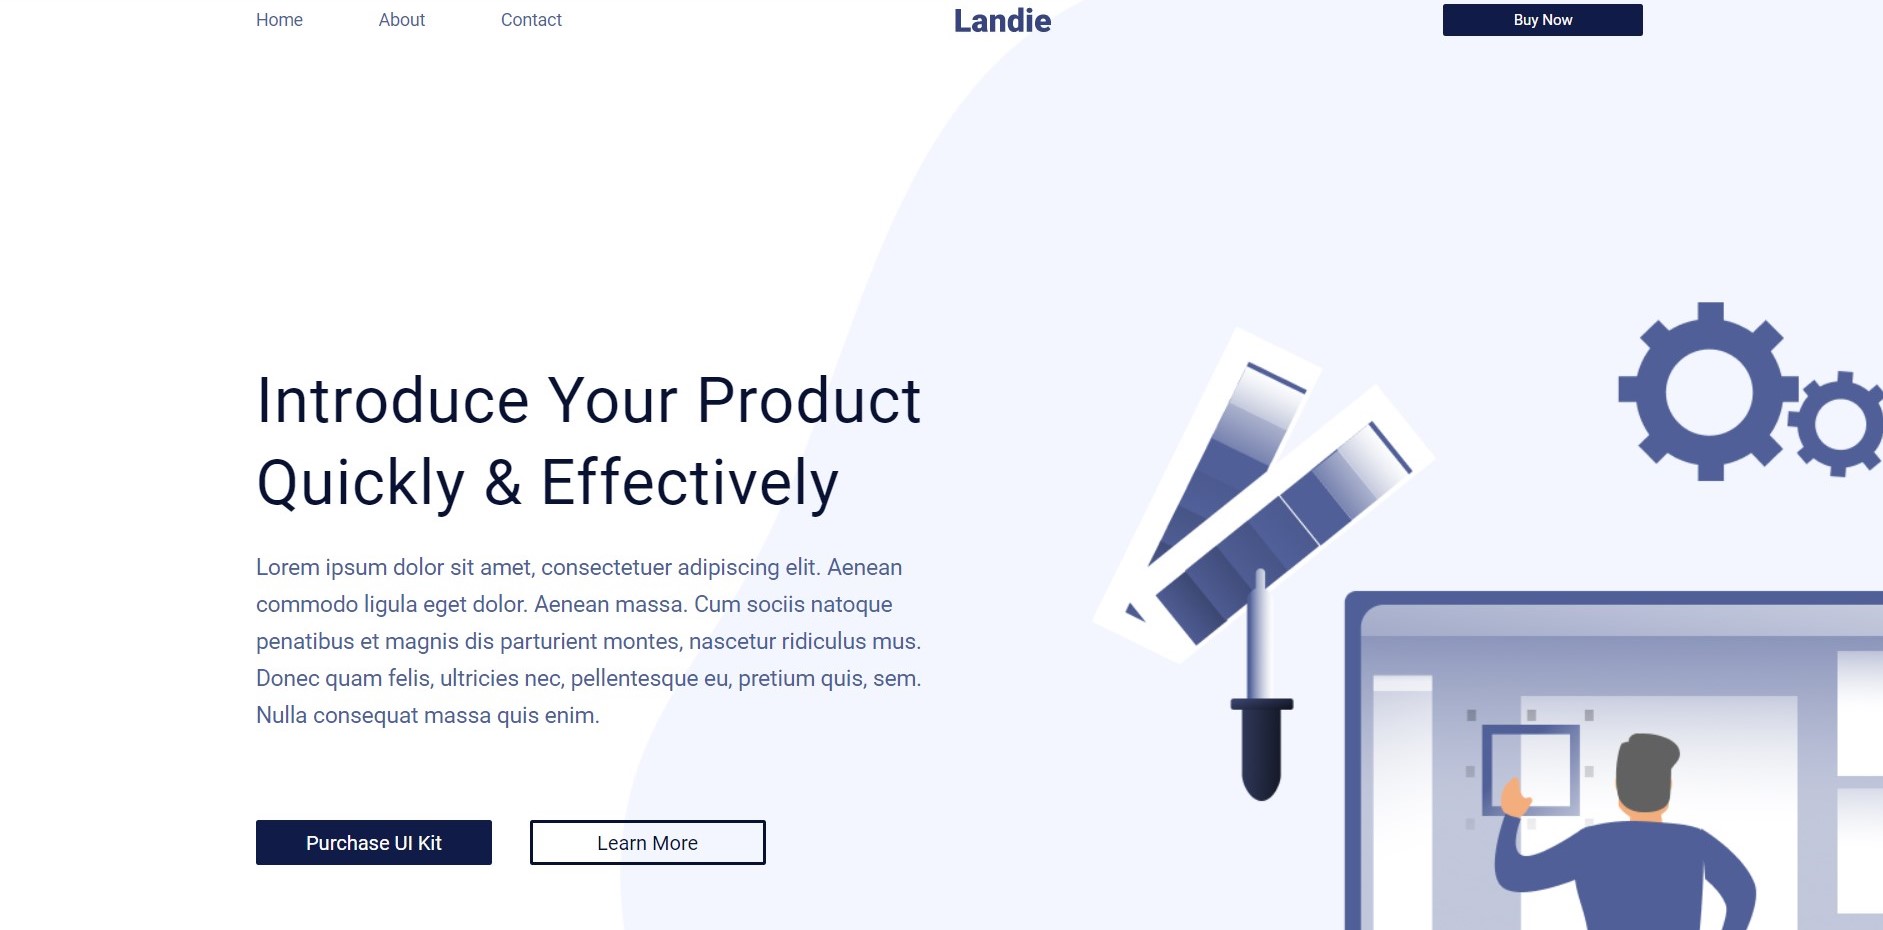 Home About Contact Landie Buy Now
Introduce Your Product
Quickly & Effectively
Lorem ipsum dolor sit amet, consectetuer adipiscing elit. Aenean
commodo ligula eget dolor. Aenean massa. Cum sociis natoque
penatibus et magnis dis parturient montes, nascetur ridiculus mus.
Donec quam felis, ultricies nec, pellentesque eu, pretium quis, sem.
Nulla consequat massa quis enim.
Purchase UI Kit Learn More